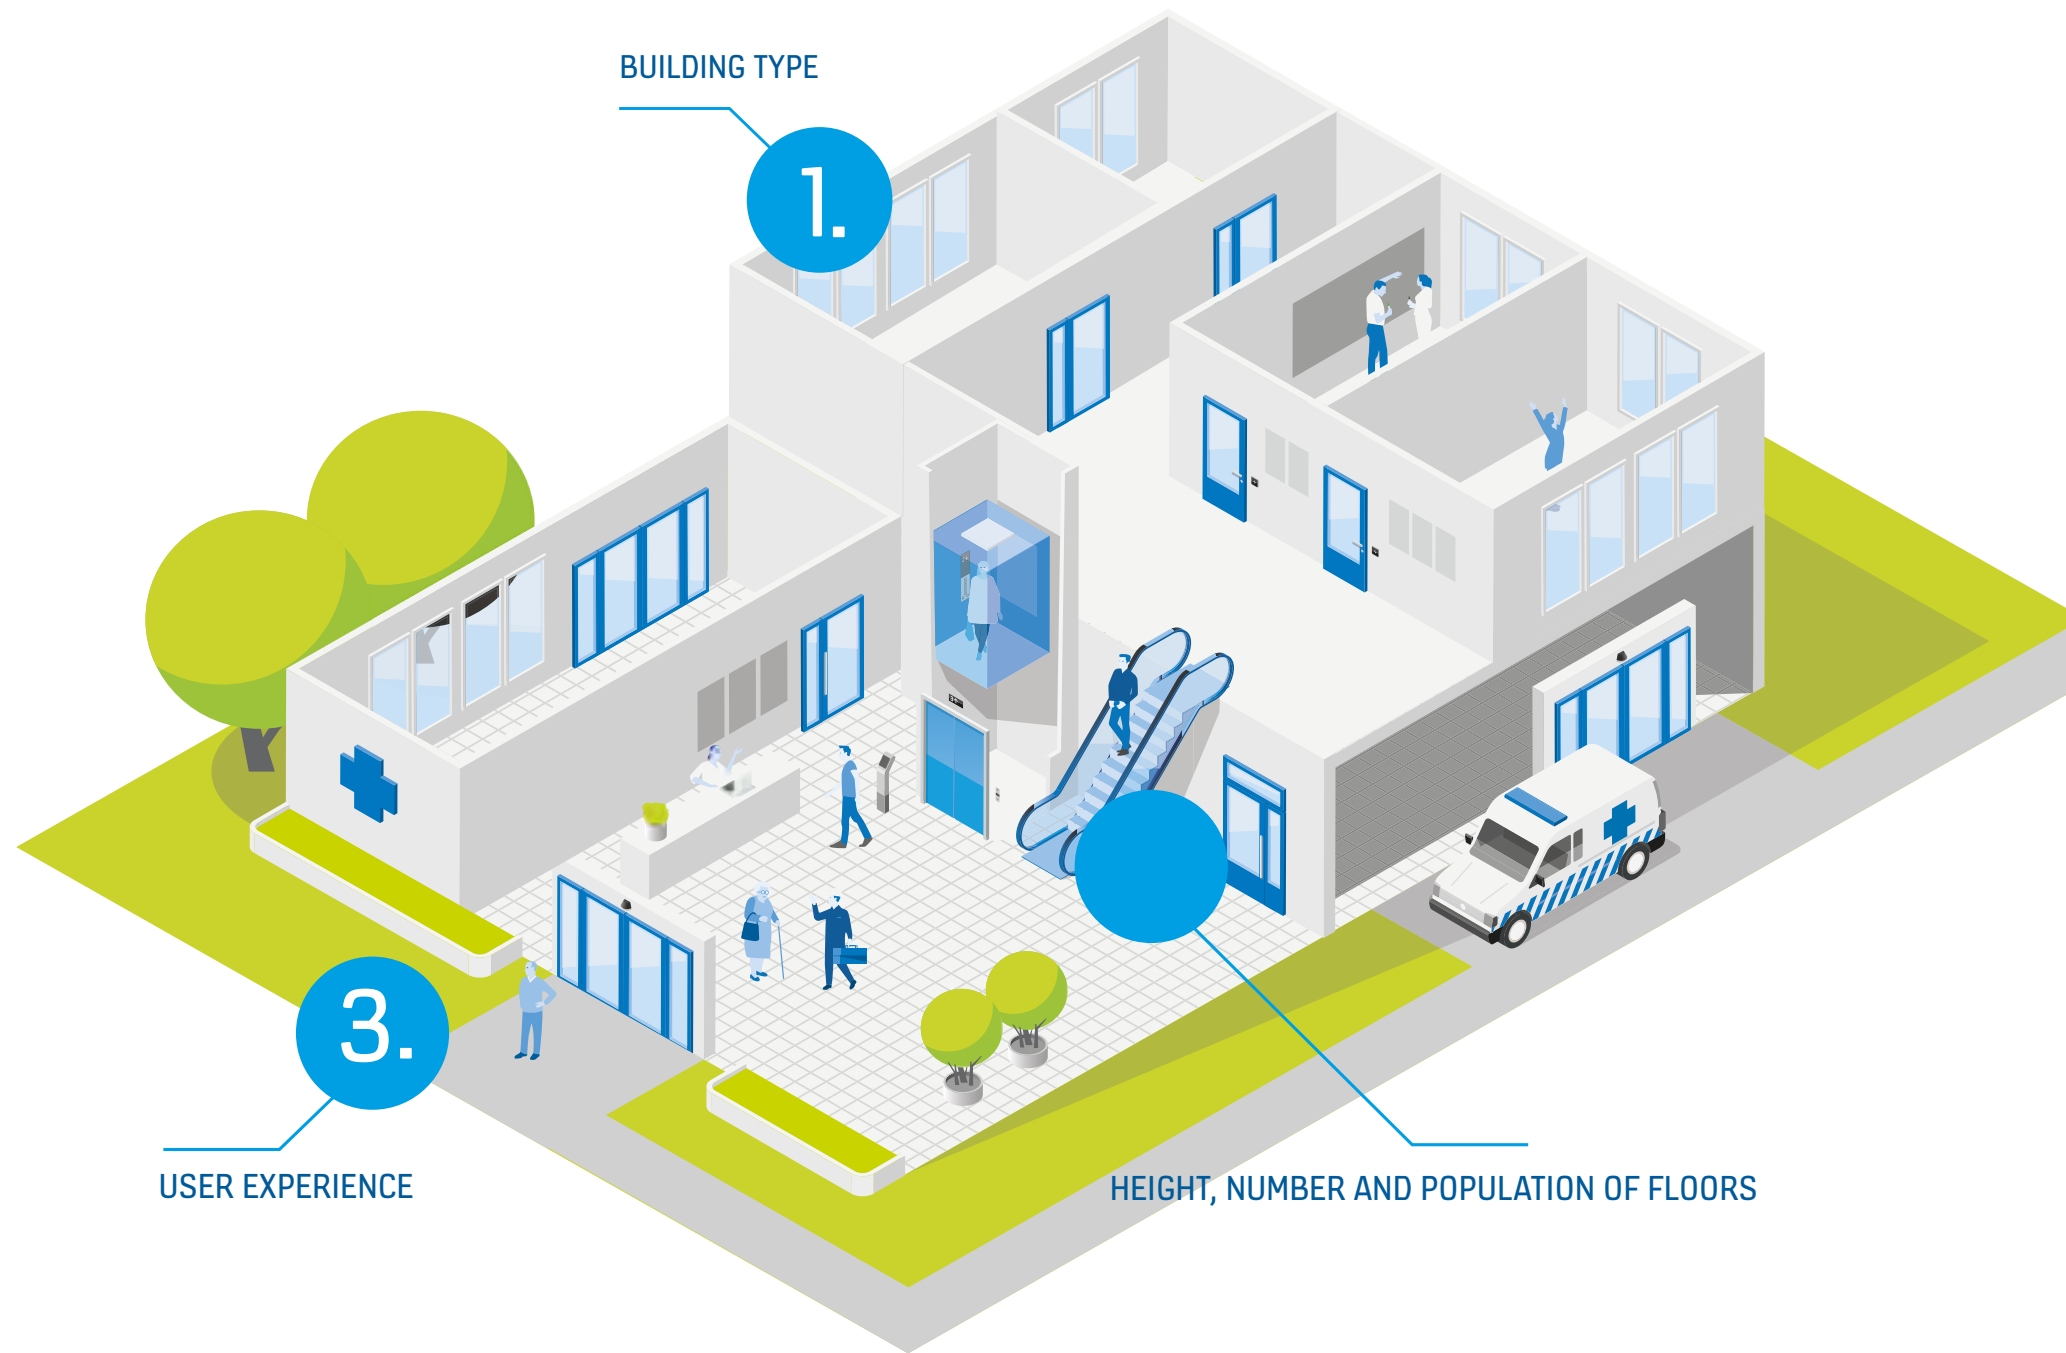 BUILDING TYPE
1.
3.
USER EXPERIENCE
HEIGHT, NUMBER AND POPULATION OF FLOORS